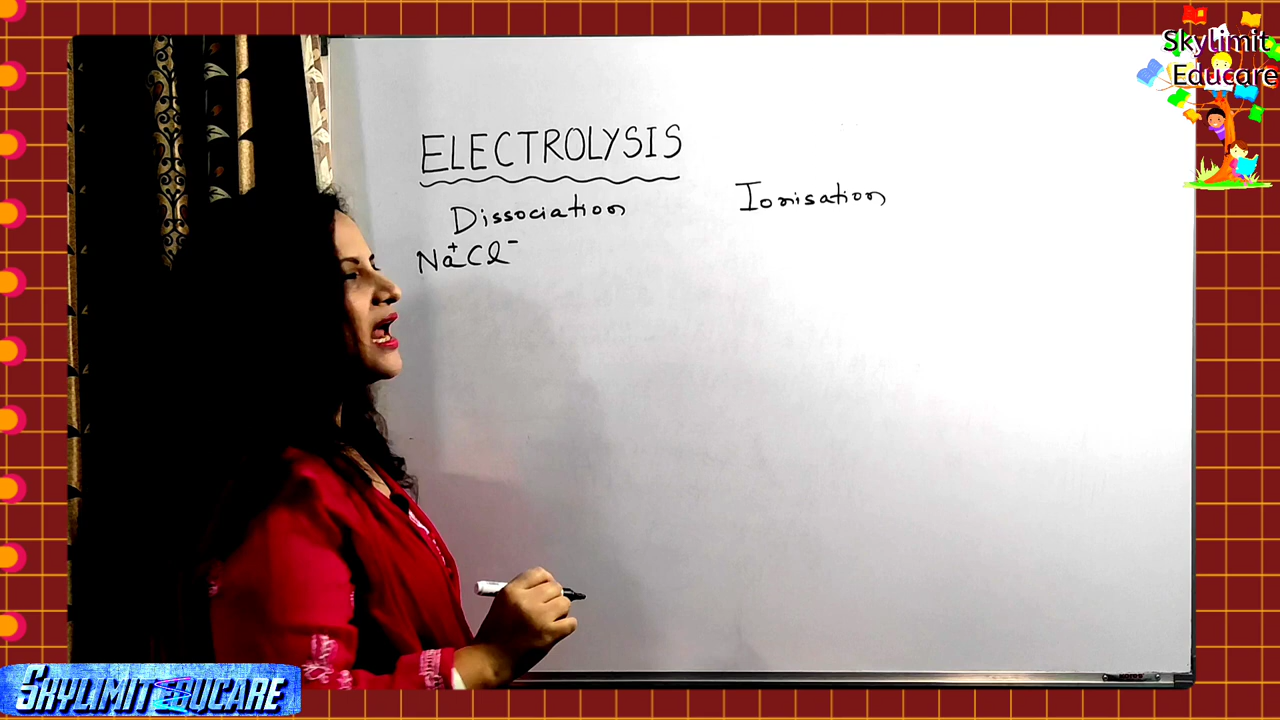 Skylimit
Educare
ELECTROLYSIS
Dissociation Ionisation
Na⁺Cl⁻
SKYLIMIT EDUCARE